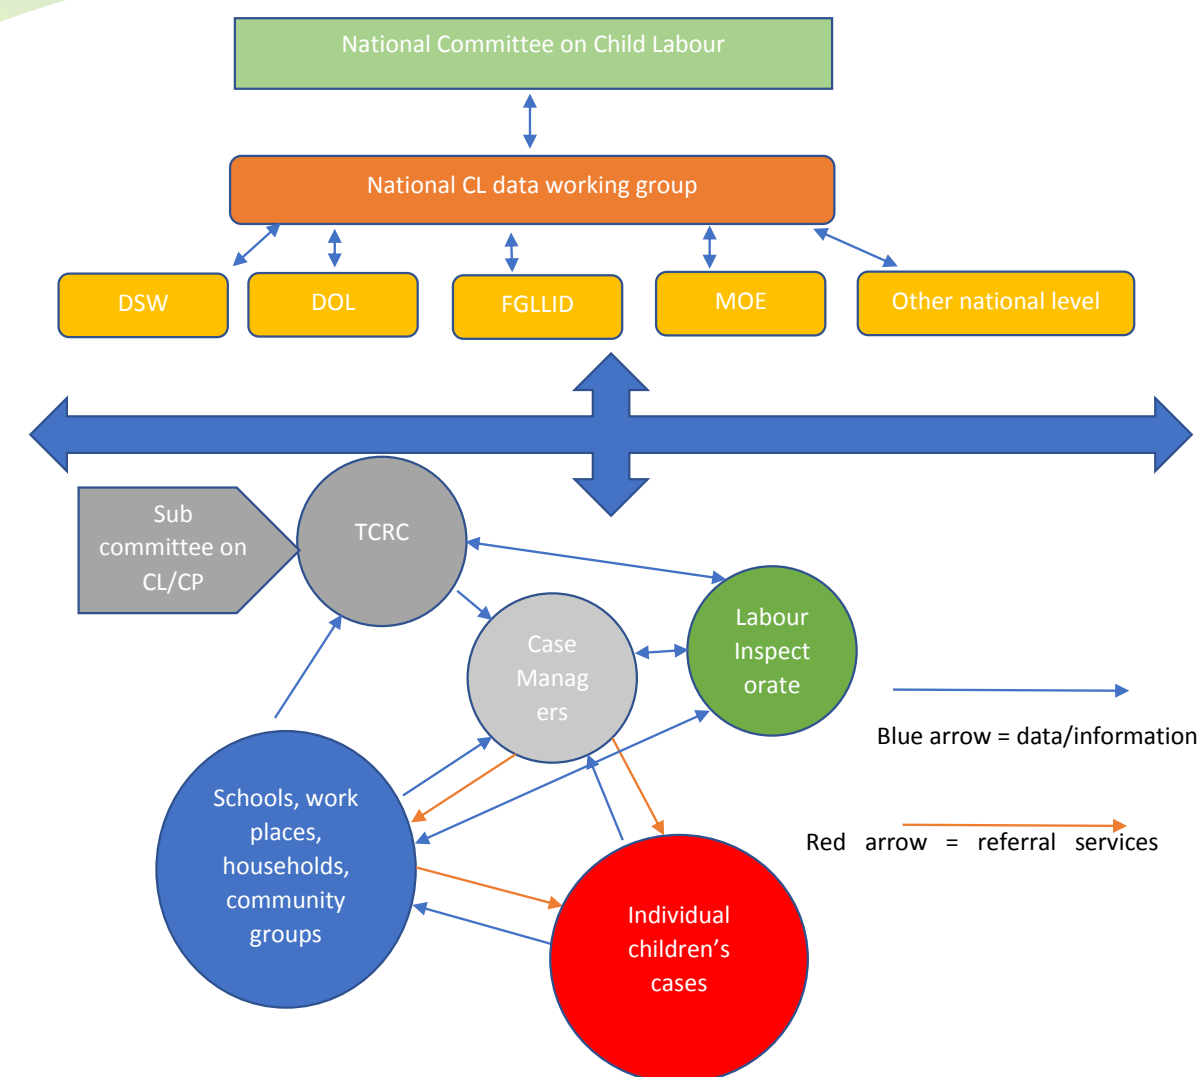 National Committee on Child Labour
National CL data working group
DSW
DOL
FGLLID
MOE
Other national level
Sub
committee on
CL/CP
TCRC
Case
Manag
ers
Labour
Inspect
orate
Blue arrow = data/information
Schools, work
places,
households,
community
groups
Red arrow = referral services
Individual
children's
cases